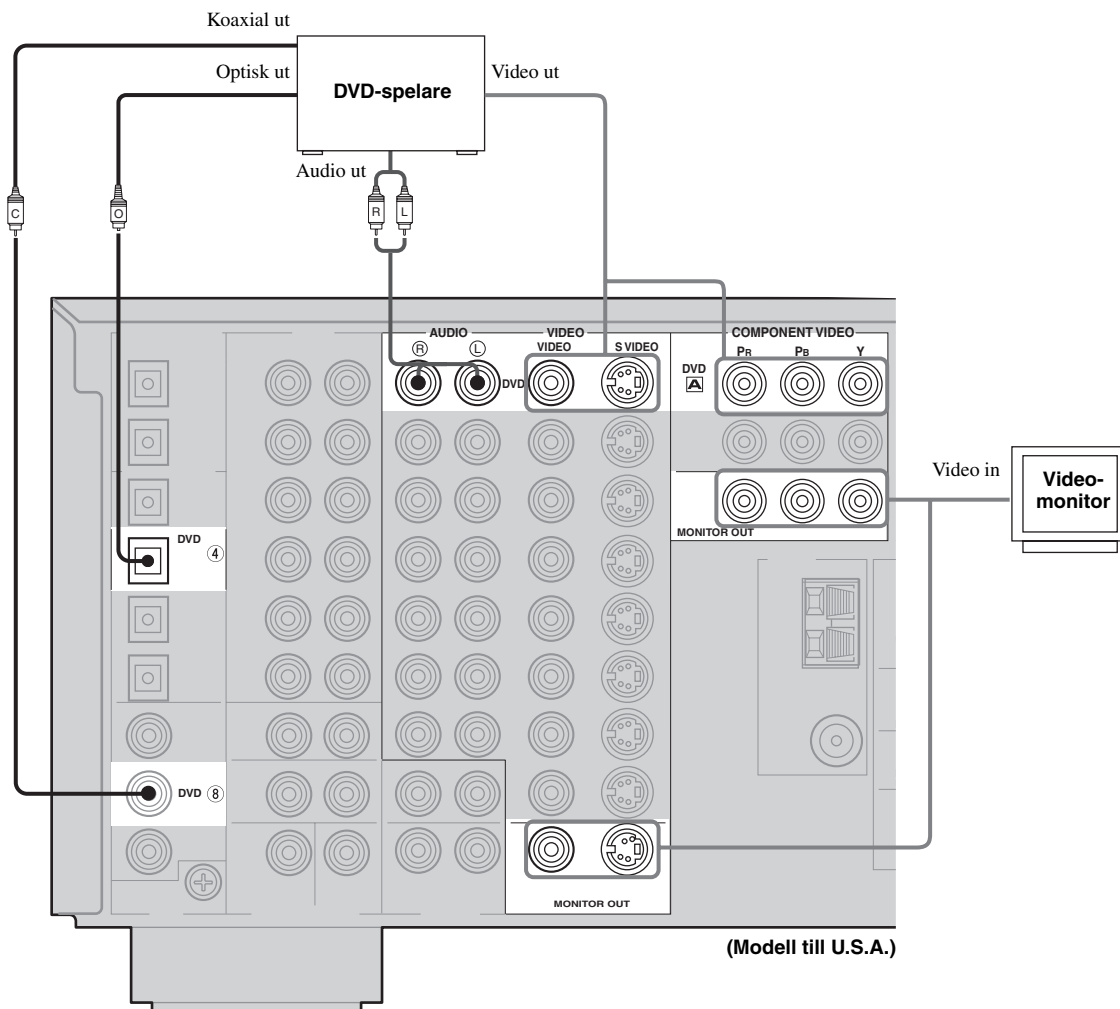 Koaxial ut
Optisk ut
DVD-spelare
Video ut
Audio ut
C
O
R
L
AUDIO
R
L
VIDEO
VIDEO
S VIDEO
DVD
COMPONENT VIDEO
PR
PB
Y
DVD
A
MONITOR OUT
Video in
Video-
monitor
DVD
④
DVD
⑧
MONITOR OUT
(Modell till U.S.A.)